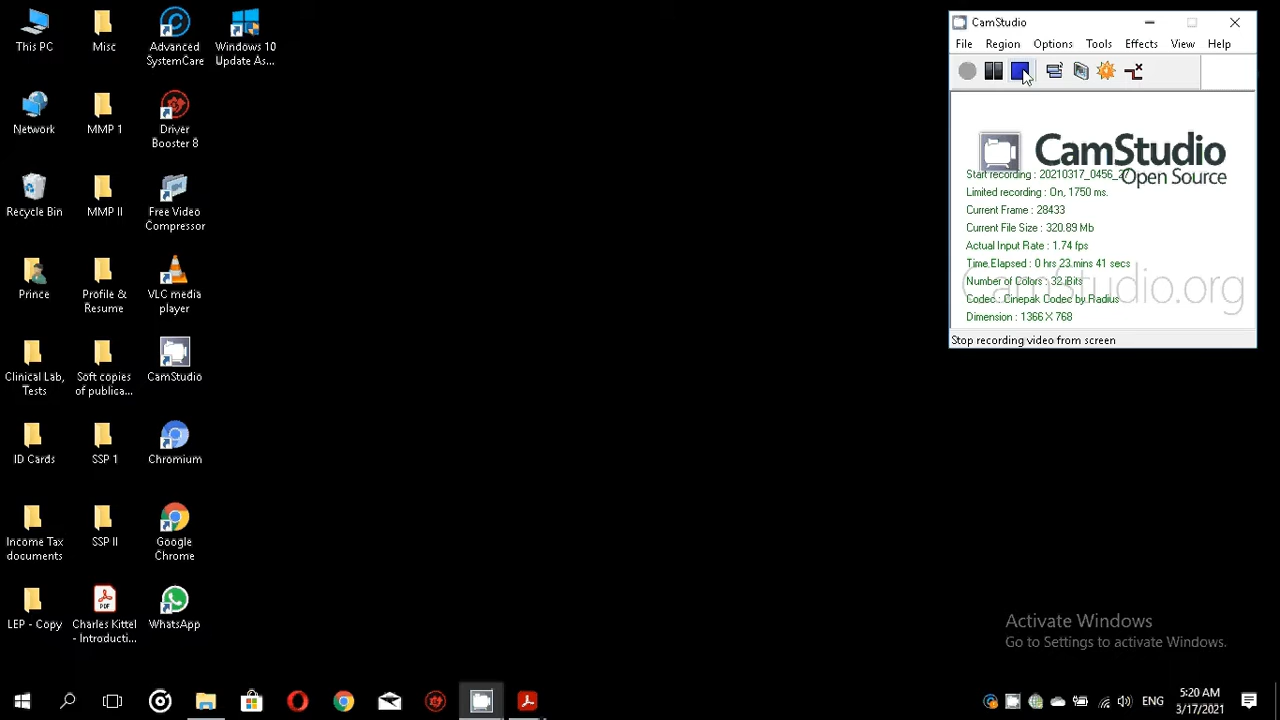 This PC
Misc
Advanced
SystemCare
Windows 10
Update As...
Network
MMP 1
Driver
Booster 8
Recycle Bin
MMP II
Free Video
Compressor
Prince
Profile &
Resume
VLC media
player
Clinical Lab,
Tests
Soft copies
of publica...
CamStudio
ID Cards
SSP 1
Chromium
Income Tax
documents
SSP II
Google
Chrome
LEP - Copy
PDF
Charles Kittel
- Introducti...
WhatsApp
CamStudio
File Region Options Tools Effects View Help
CamStudio
Open Source
Start recording : 20210317_0456_27
Limited recording : On, 1750 ms.
Current Frame : 28433
Current File Size : 320.89 Mb
Actual Input Rate : 1.74 fps
Time Elapsed : 0 hrs 23 mins 41 secs
CamStudio.org
Number of Colors : 32 Bits
Codec : Cinepak Codec by Radius
Dimension : 1366 X 768
Stop recording video from screen
Activate Windows
Go to Settings to activate Windows.
ENG
5:20 AM
3/17/2021